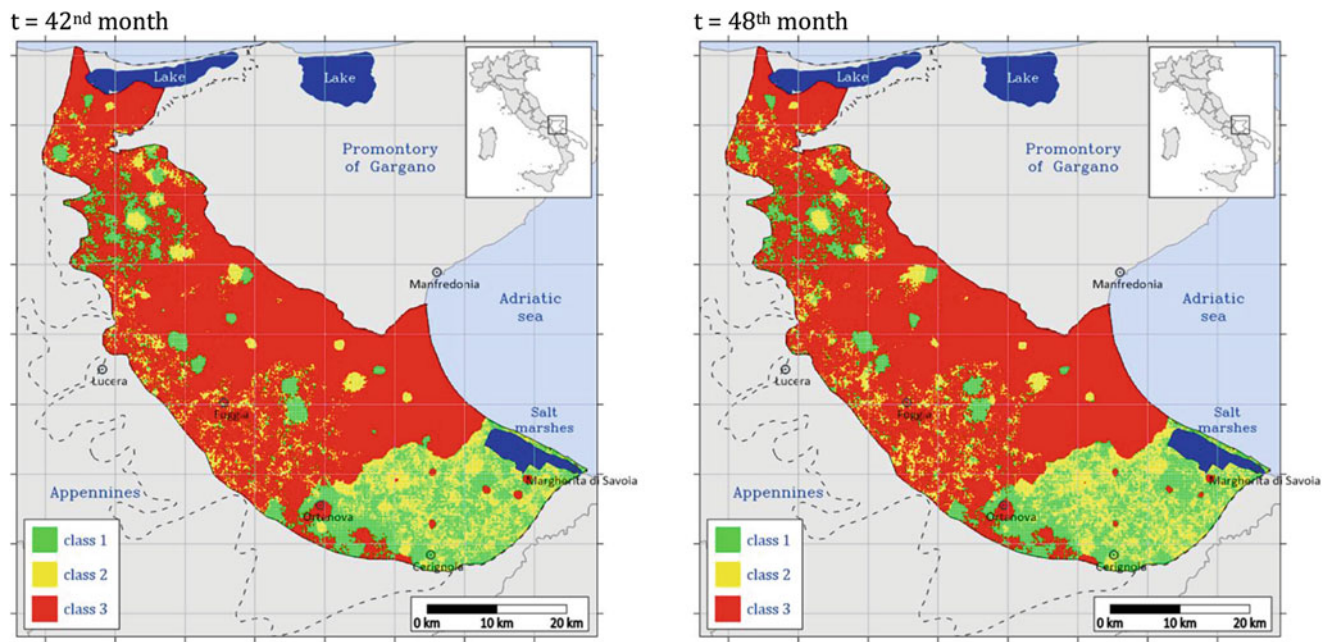 t = 42nd month
Lake
Lake
Promontory
of Gargano
Manfredonia
Adriatic
sea
Lucera
Foggia
Salt
marshes
Margherita di Savoia
Appennines
Ortenova
Cerignola
class 1
class 2
class 3
0 km 10 km 20 km
t = 48th month
Lake
Lake
Promontory
of Gargano
Manfredonia
Adriatic
sea
Lucera
Foggia
Salt
marshes
Margherita di Savoia
Appennines
Ortenova
Cerignola
class 1
class 2
class 3
0 km 10 km 20 km